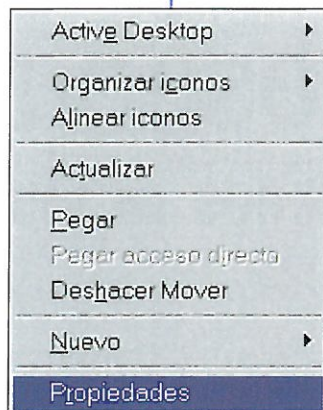 Active Desktop
Organizar iconos
Alinear iconos
Actualizar
Pegar
Pegar acceso directo
Deshacer Mover
Nuevo
Propiedades